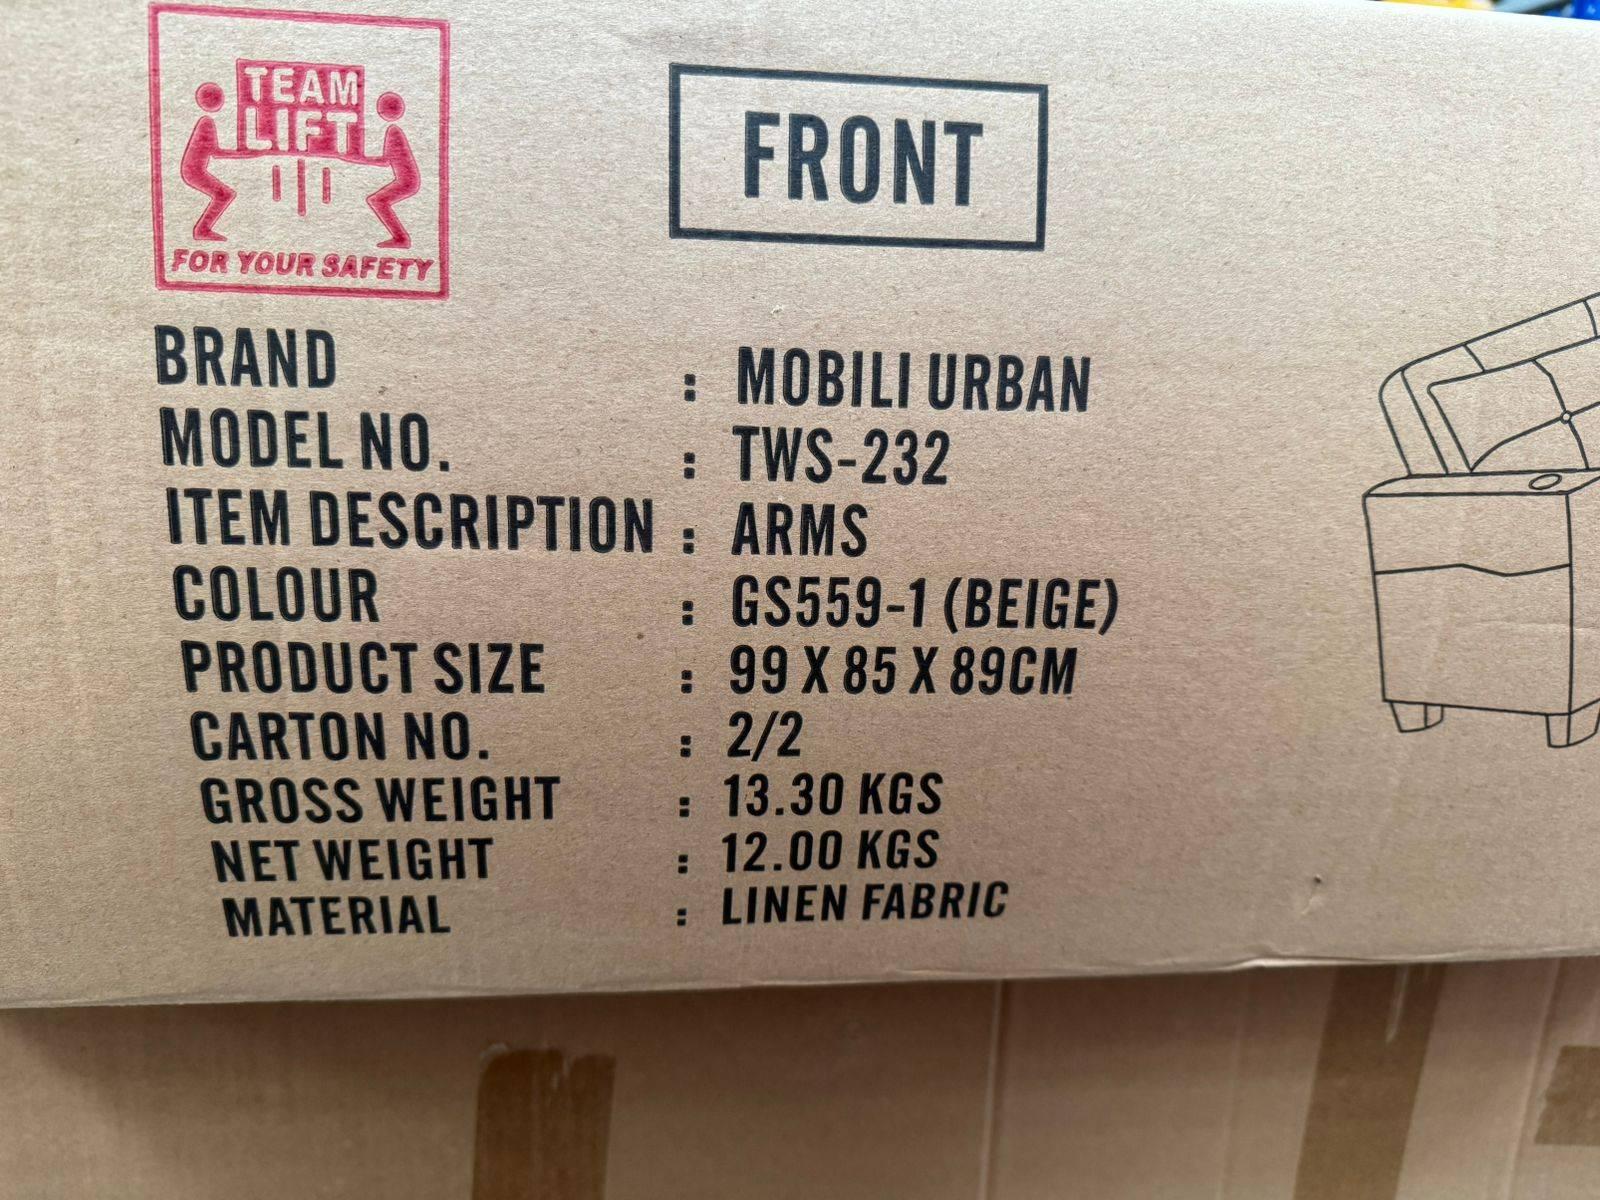 TEAM
LIFT
FOR YOUR SAFETY
FRONT
BRAND : MOBILI URBAN
MODEL NO. : TWS-232
ITEM DESCRIPTION : ARMS
COLOUR : GS559-1 (BEIGE)
PRODUCT SIZE : 99 X 85 X 89CM
CARTON NO. : 2/2
GROSS WEIGHT : 13.30 KGS
NET WEIGHT : 12.00 KGS
MATERIAL : LINEN FABRIC